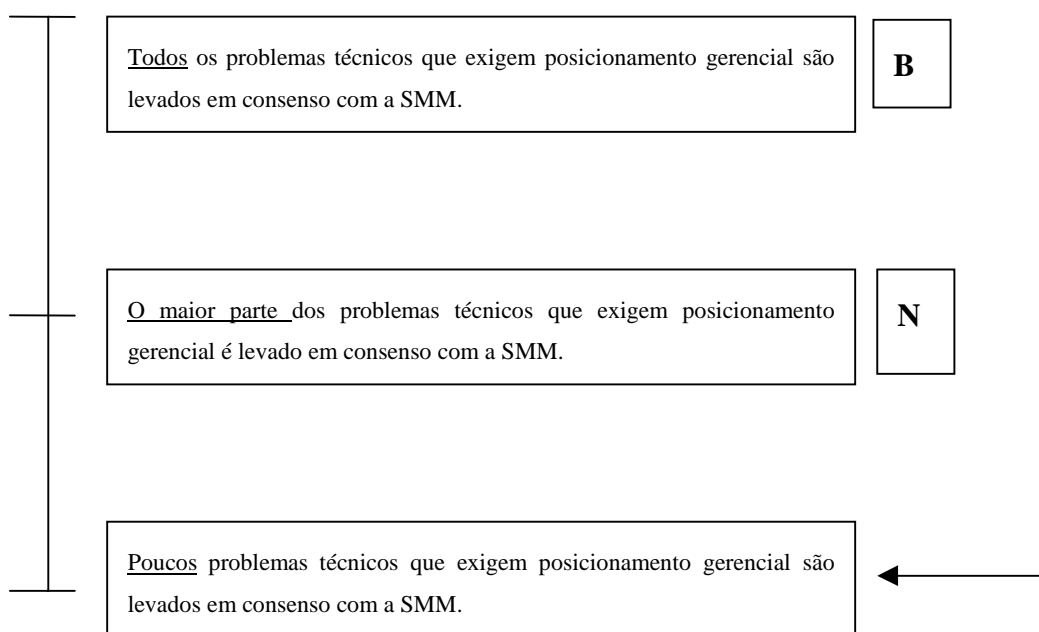 Todos os problemas técnicos que exigem posicionamento gerencial são
levados em consenso com a SMM.
B
O maior parte dos problemas técnicos que exigem posicionamento
gerencial é levado em consenso com a SMM.
N
Poucos problemas técnicos que exigem posicionamento gerencial são
levados em consenso com a SMM.